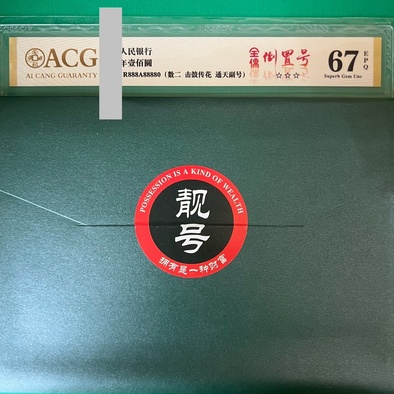 ACG
AI CANG GUARANTY
人民银行
年壹佰圆
R888A88880（数二 击鼓传花 通天副号）
倒置号
☆☆☆
67 EPQ
Superb Gem Unc
POSSESSION IS A KIND OF WEALTH
靓号
拥有是一种财富